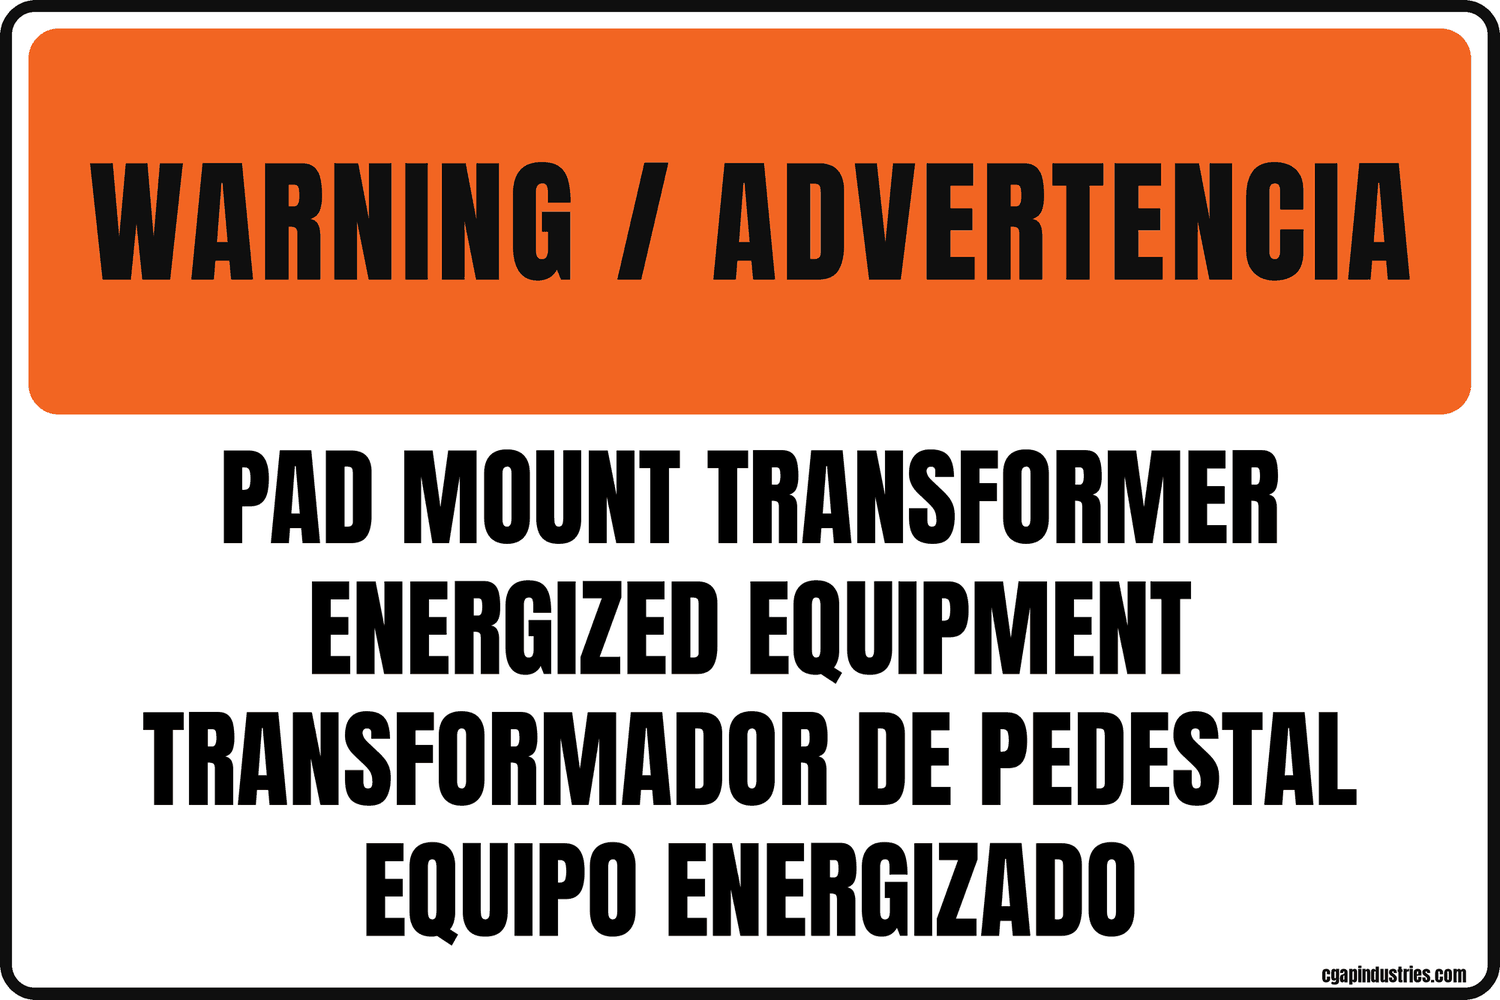 WARNING / ADVERTENCIA
PAD MOUNT TRANSFORMER
ENERGIZED EQUIPMENT
TRANSFORMADOR DE PEDESTAL
EQUIPO ENERGIZADO
cgapindustries.com